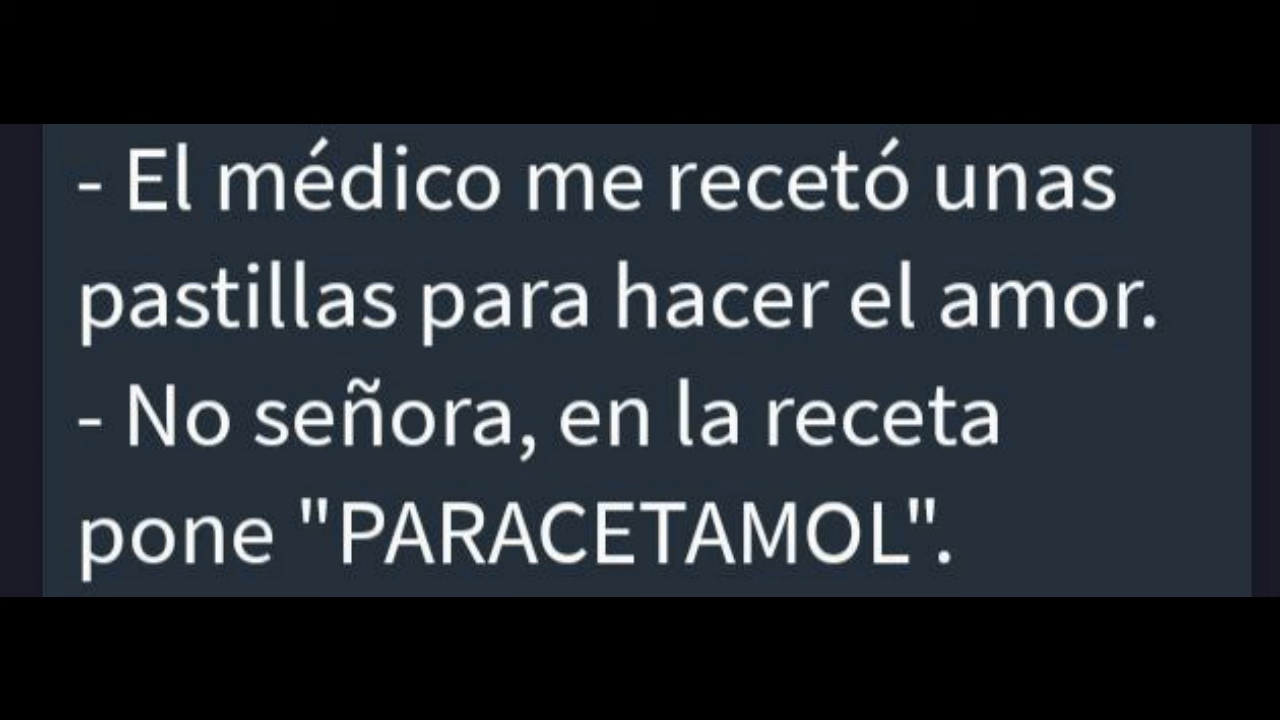 - El médico me recetó unas
pastillas para hacer el amor.
- No señora, en la receta
pone "PARACETAMOL".